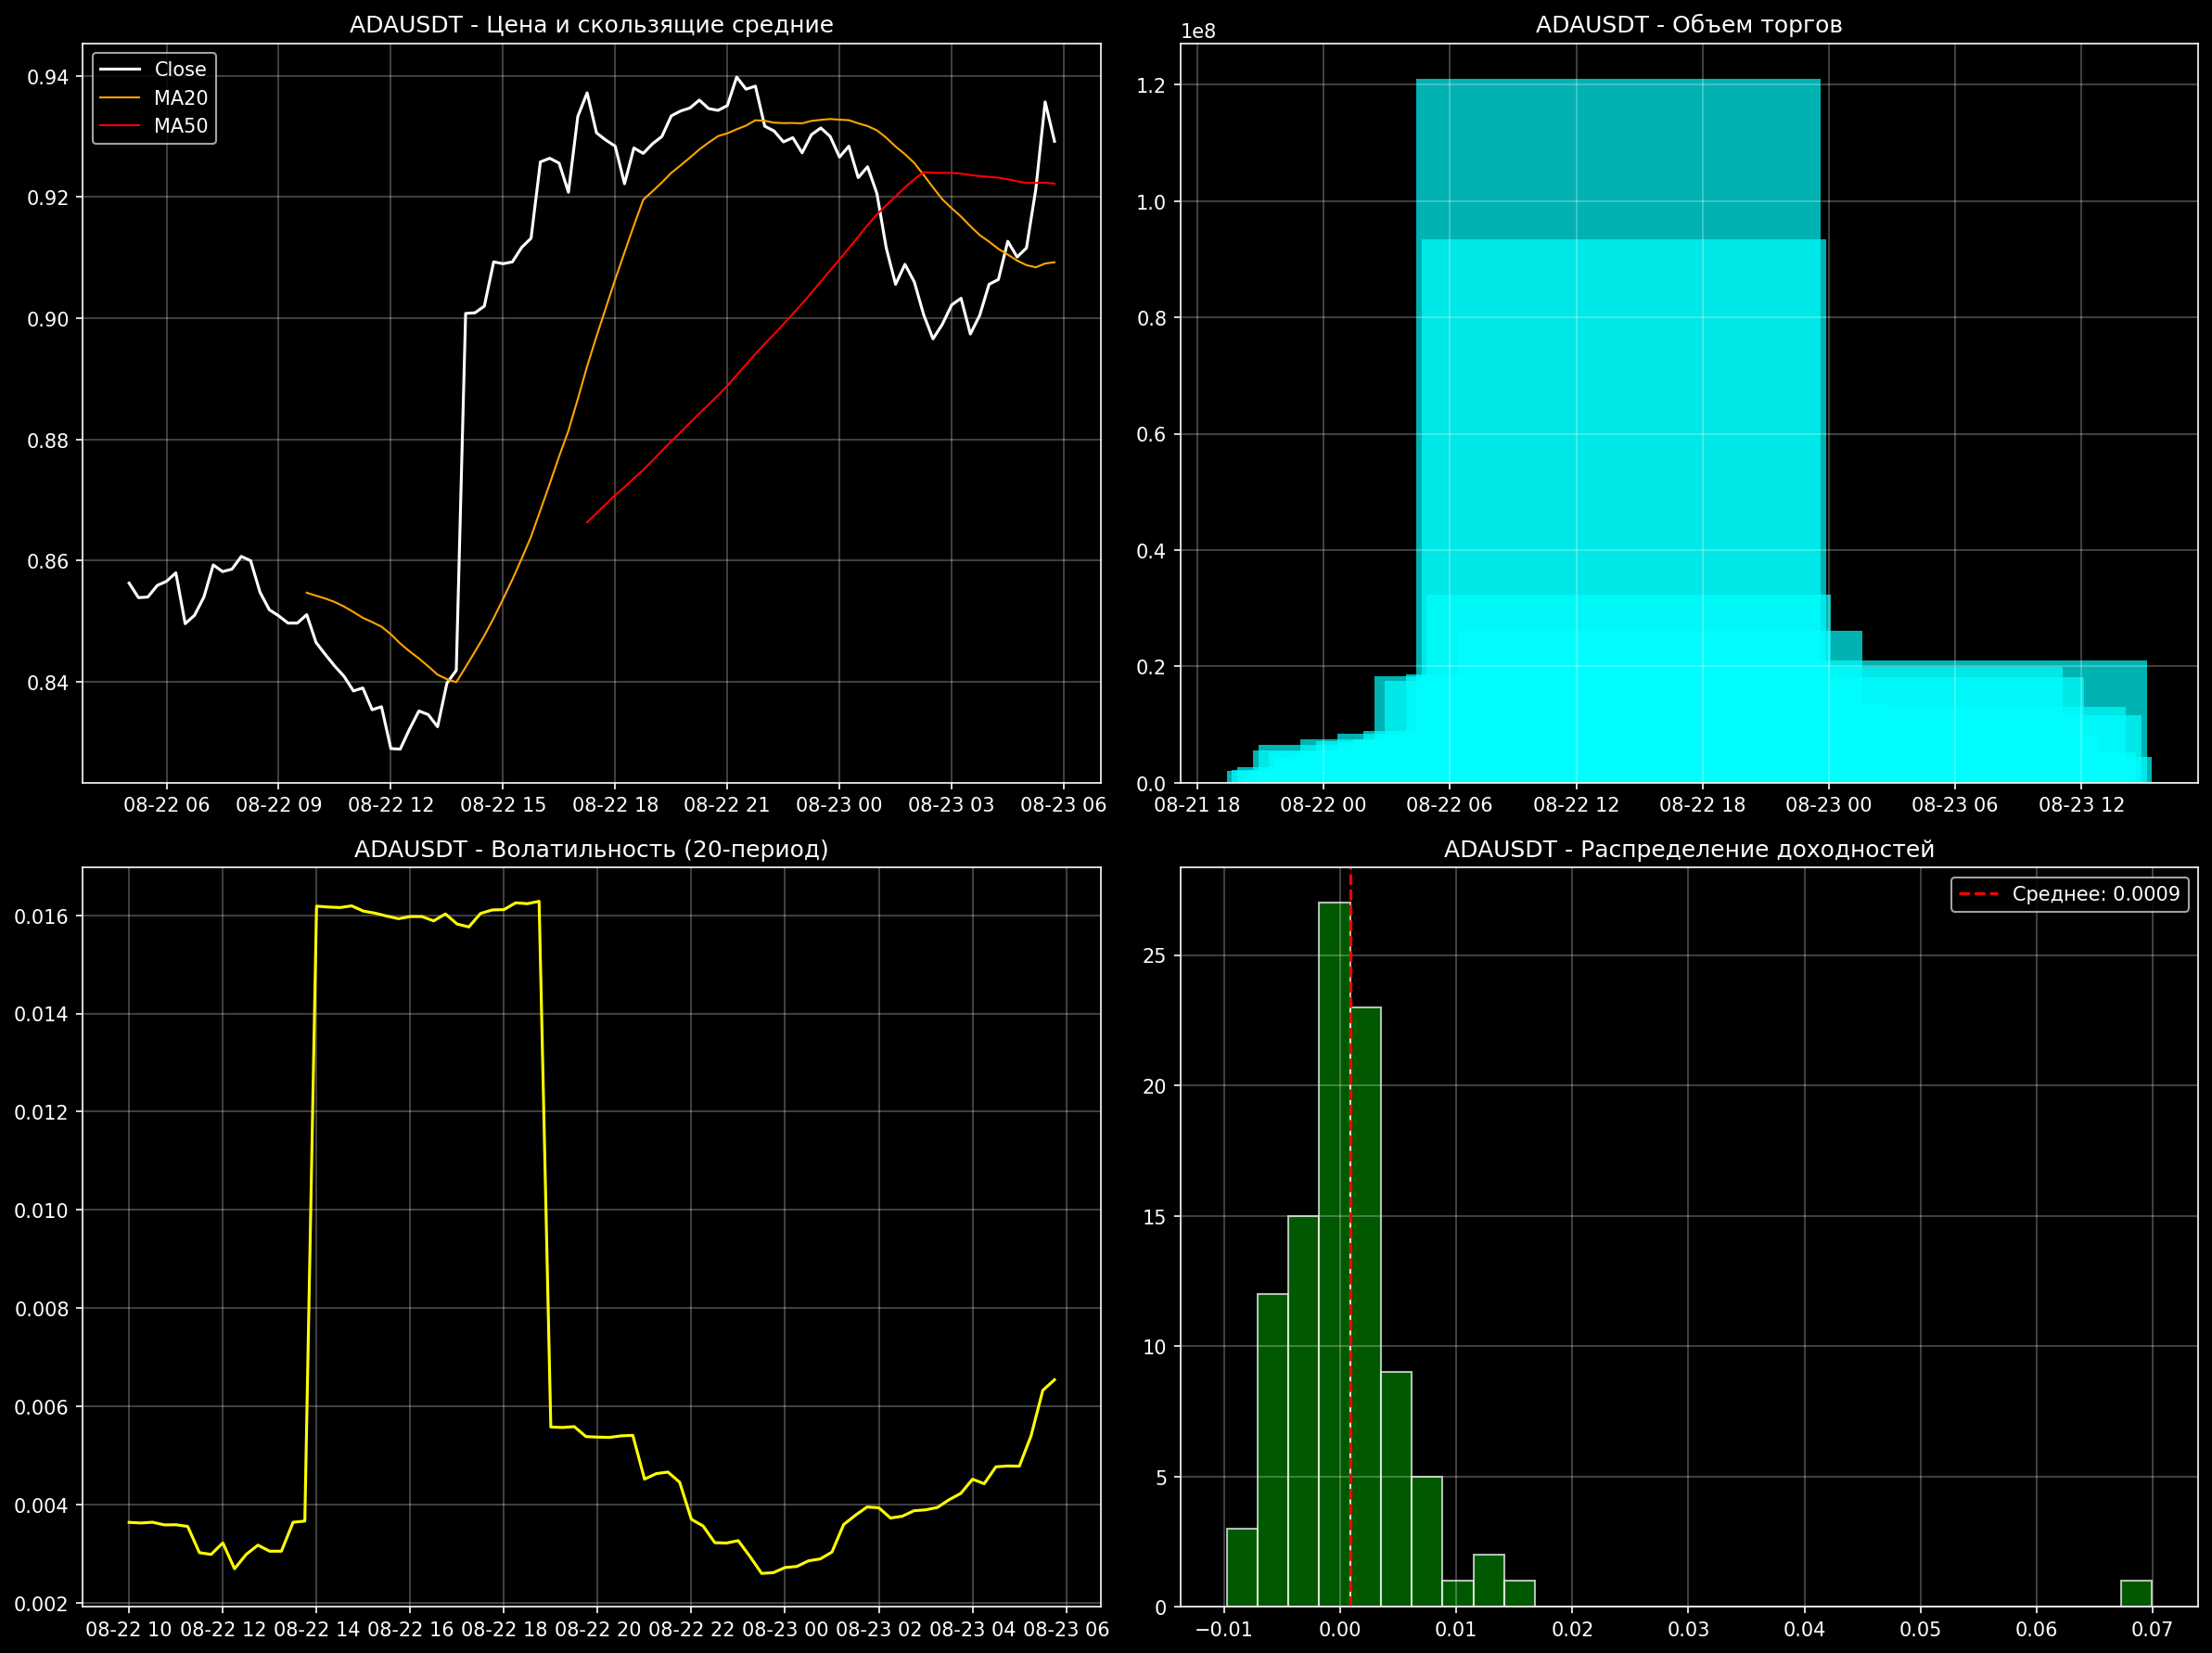 ADAUSDT - Цена и скользящие средние
Close
MA20
MA50
0.94
0.92
0.90
0.88
0.86
0.84
08-22 06 08-22 09 08-22 12 08-22 15 08-22 18 08-22 21 08-23 00 08-23 03 08-23 06
ADAUSDT - Объем торгов
1e8
1.2
1.0
0.8
0.6
0.4
0.2
0.0
08-21 18 08-22 00 08-22 06 08-22 12 08-22 18 08-23 00 08-23 06 08-23 12
ADAUSDT - Волатильность (20-период)
0.016
0.014
0.012
0.010
0.008
0.006
0.004
0.002
08-22 10 08-22 12 08-22 14 08-22 16 08-22 18 08-22 20 08-22 22 08-23 00 08-23 02 08-23 04 08-23 06
ADAUSDT - Распределение доходностей
Среднее: 0.0009
25
20
15
10
5
0
−0.01 0.00 0.01 0.02 0.03 0.04 0.05 0.06 0.07